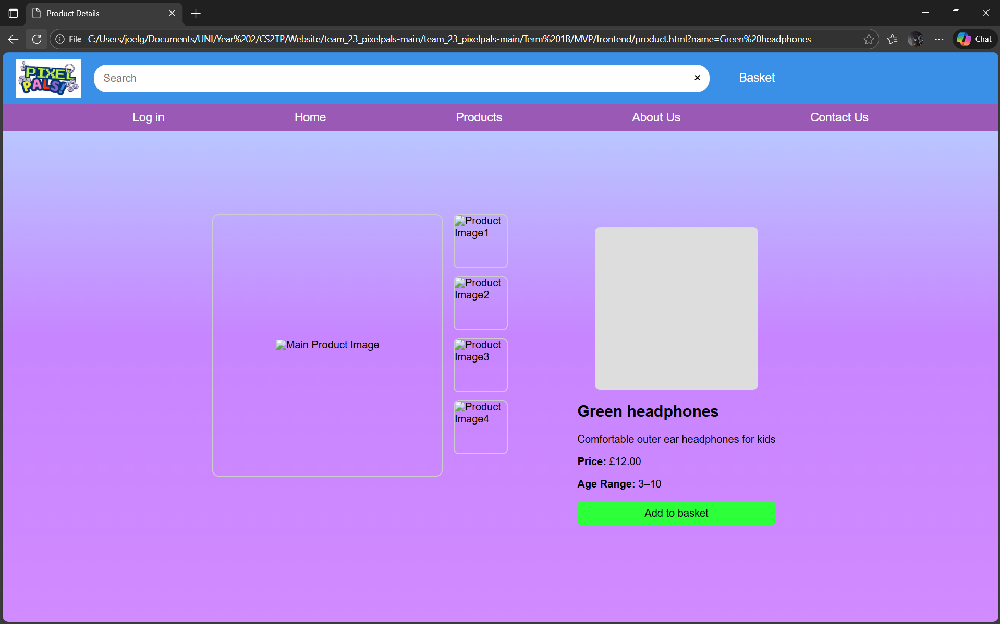 Product Details
File C:/Users/joelg/Documents/UNI/Year%202/CS2TP/Website/team_23_pixelpals-main/team_23_pixelpals-main/Term%201B/MVP/frontend/product.html?name=Green%20headphones
Chat
PIXEL
PALS!
Search
Basket
Log in
Home
Products
About Us
Contact Us
Main Product Image
Product
Image1
Product
Image2
Product
Image3
Product
Image4
Green headphones
Comfortable outer ear headphones for kids
Price: £12.00
Age Range: 3–10
Add to basket